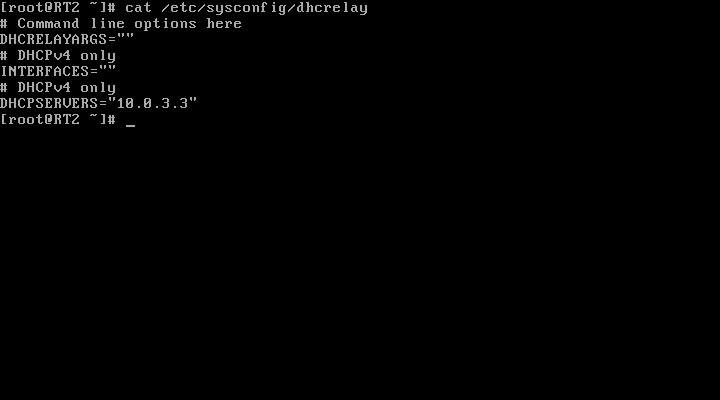 [root@RT2 ~]# cat /etc/sysconfig/dhcrelay
# Command line options here
DHCRELAYARGS=""
# DHCPv4 only
INTERFACES=""
# DHCPv4 only
DHCPSERVERS="10.0.3.3"
[root@RT2 ~]# _